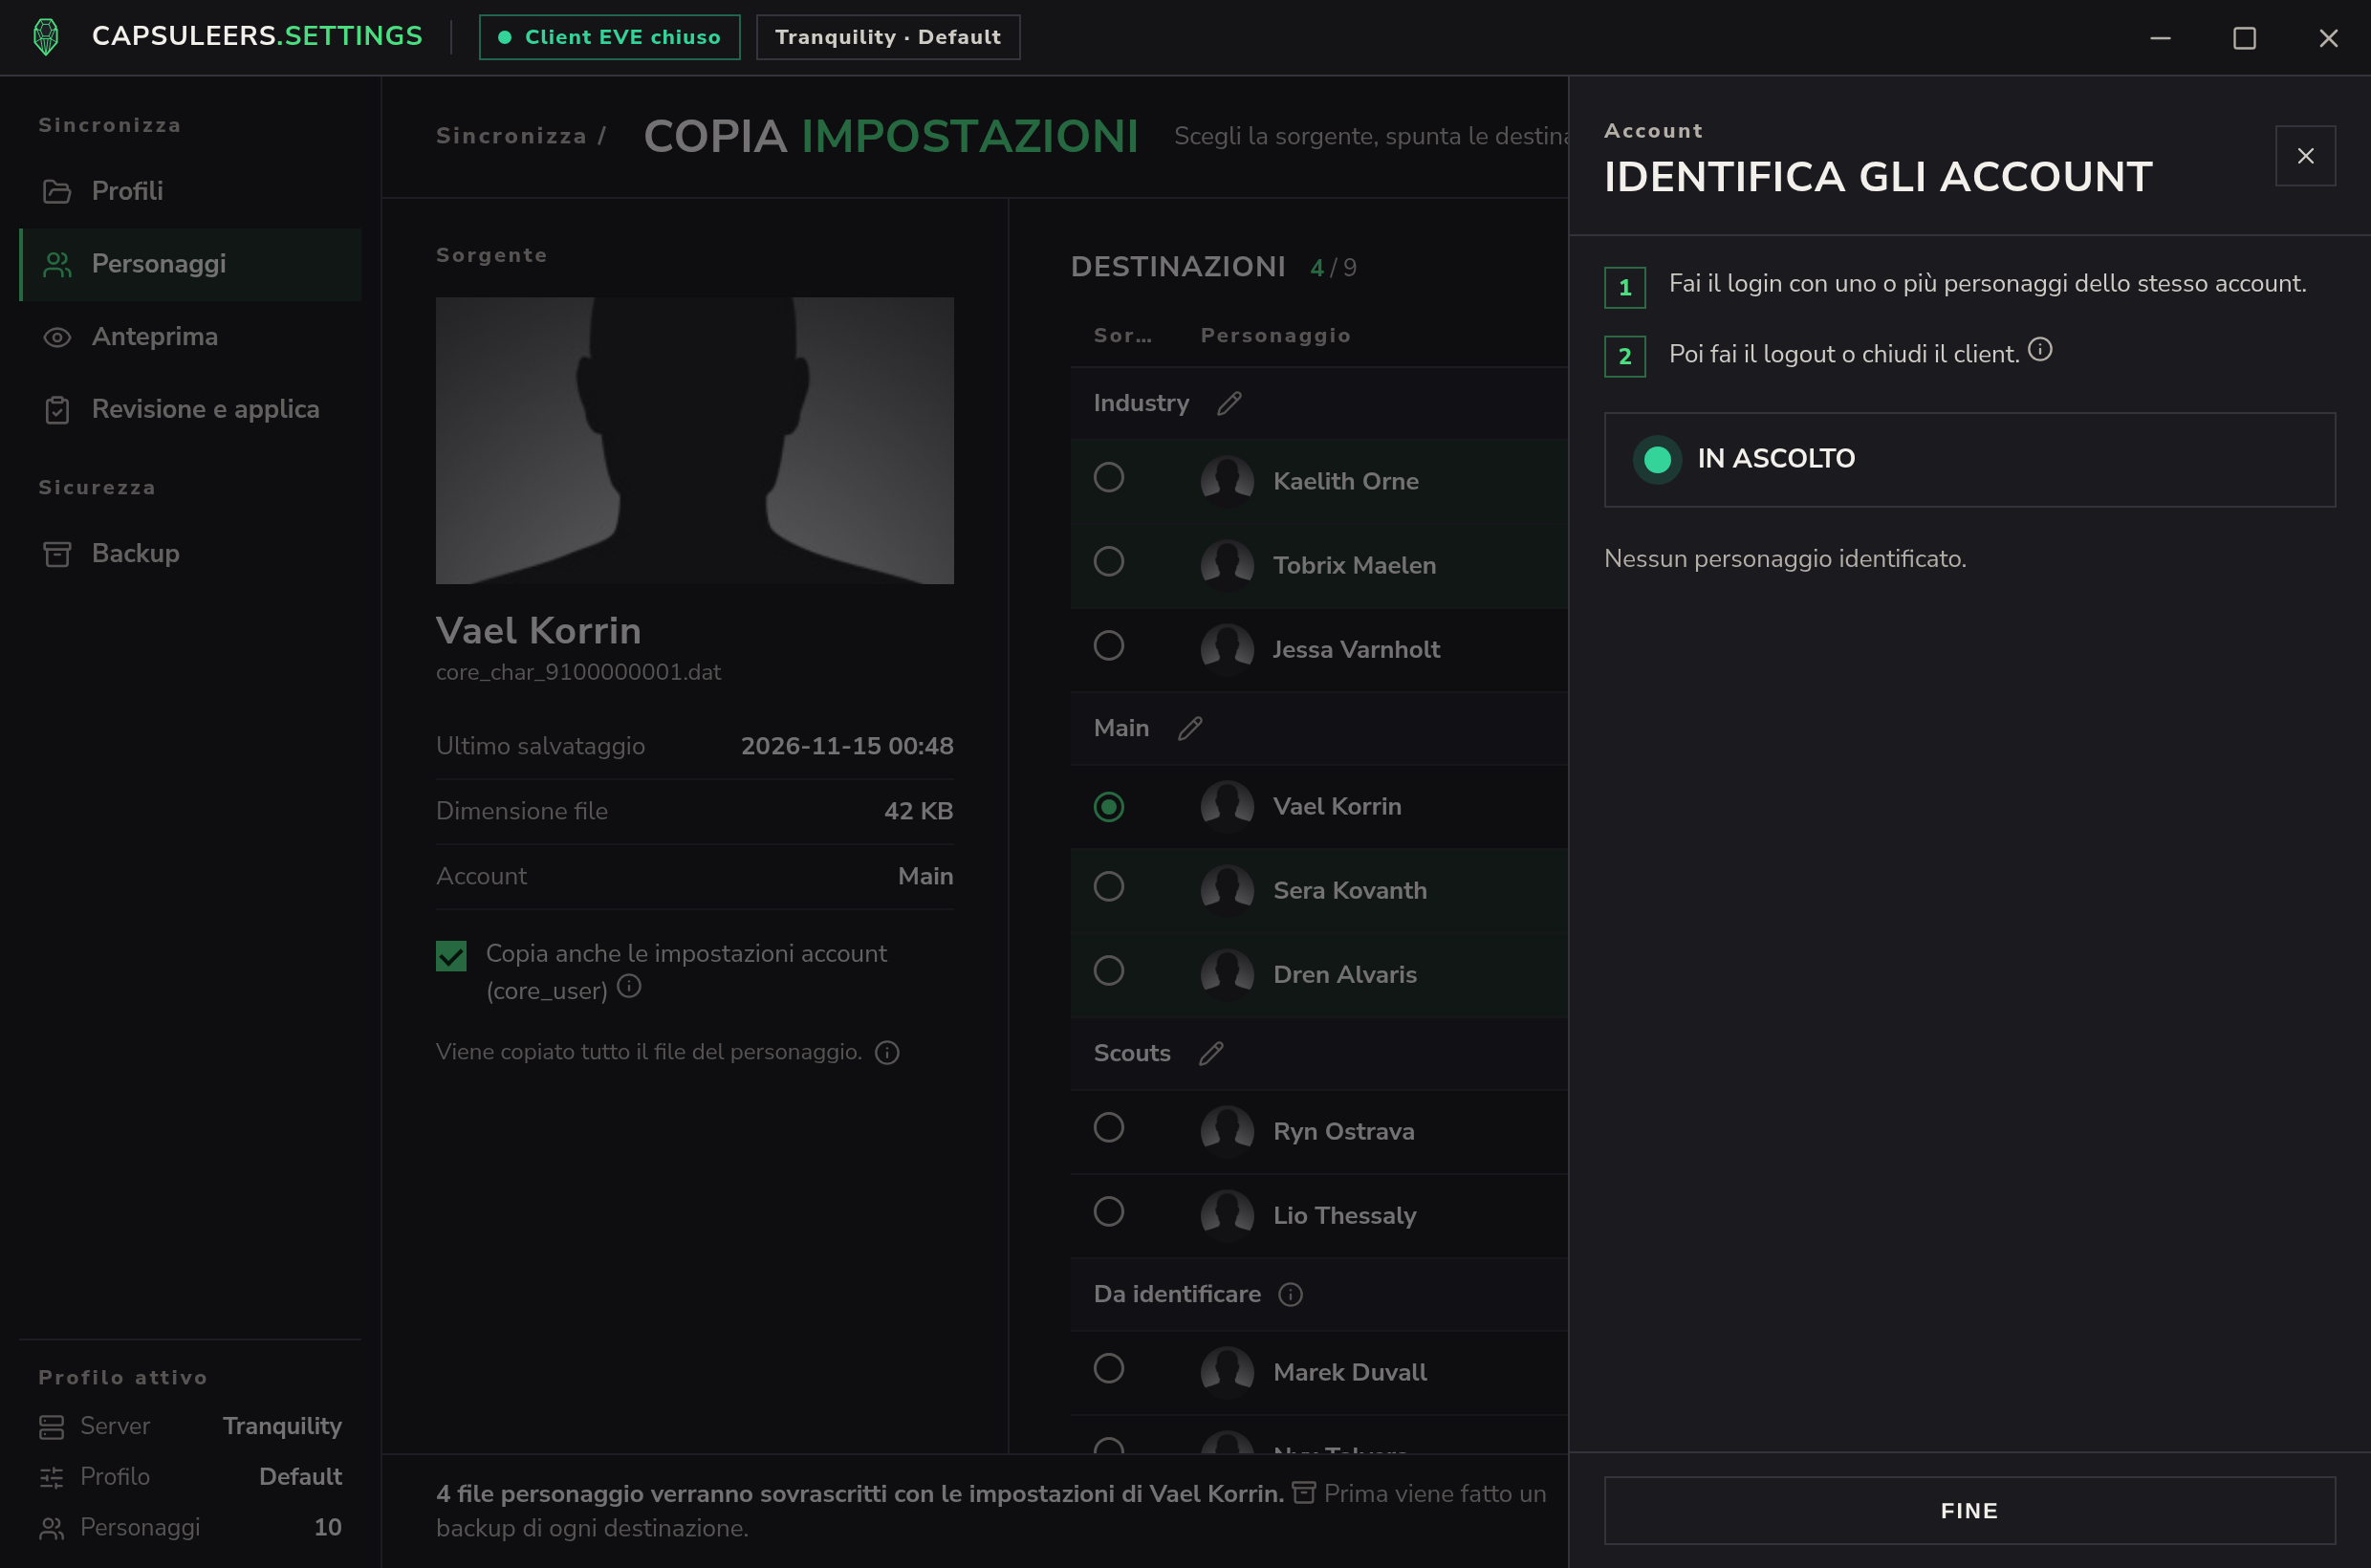 CAPSULEERS.SETTINGS
Client EVE chiuso
Tranquility · Default
Sincronizza
Profili
Personaggi
Anteprima
Revisione e applica
Sicurezza
Backup
Profilo attivo
Server Tranquility
Profilo Default
Personaggi 10
Sincronizza / COPIA IMPOSTAZIONI Scegli la sorgente, spunta le
Sorgente
Vael Korrin
core_char_9100000001.dat
Ultimo salvataggio 2026-11-15 00:48
Dimensione file 42 KB
Account Main
Copia anche le impostazioni account
(core_user)
Viene copiato tutto il file del personaggio.
DESTINAZIONI 4 / 9
Sor... Personaggio
Industry
Kaelith Orne
Tobrix Maelen
Jessa Varnholt
Main
Vael Korrin
Sera Kovanth
Dren Alvaris
Scouts
Ryn Ostrava
Lio Thessaly
Da identificare
Marek Duvall
4 file personaggio verranno sovrascritti con le impostazioni di Vael Korrin. Prima viene fatto un
backup di ogni destinazione.
Account
IDENTIFICA GLI ACCOUNT
1 Fai il login con uno o più personaggi dello stesso account.
2 Poi fai il logout o chiudi il client.
IN ASCOLTO
Nessun personaggio identificato.
FINE